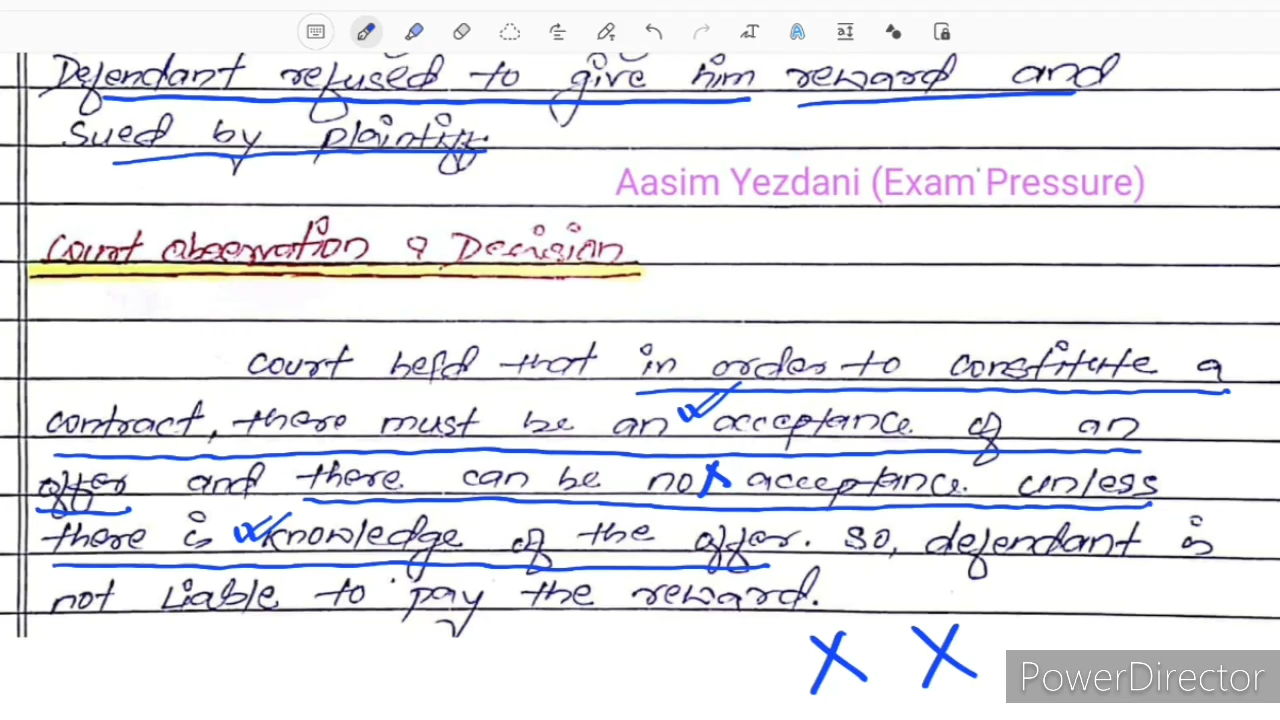 Defendant refused to give him reward and
sued by plaintiff.
Aasim Yezdani (Exam Pressure)
Court observation & Decision
court held that in order to constitute a
contract, there must be an acceptance of an
offer and there can be no acceptance unless
there is knowledge of the offer. So, defendant is
not liable to pay the reward.
PowerDirector